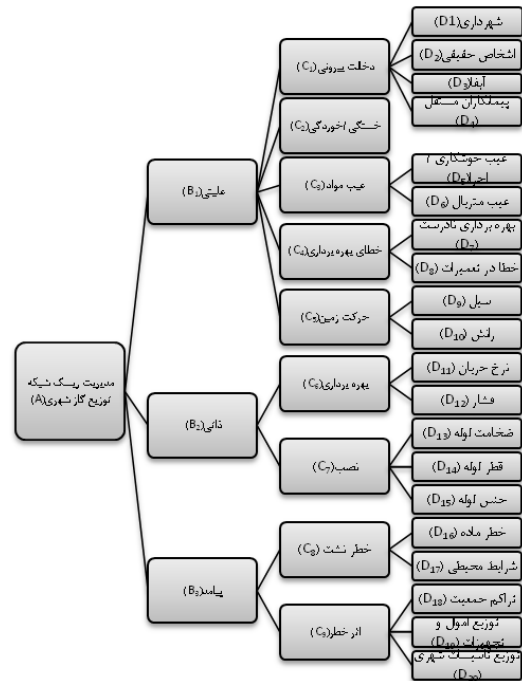 شهرداری(D1)
اشخاص حقیقی(D₂)
آبفا(D₃)
پیمانکاران مستقل
(D₄)
دخالت بیرونی(C₁)
خستگی /خوردگی(C₂)
عیب جوشکاری /
اجرا(D₅)
عیب متریال (D₆)
عیب مواد(C₃)
بهره برداری نادرست
(D₇)
خطا در تعمیرات (D₈)
خطای بهره برداری(C₄)
سیل (D₉)
رانش (D₁₀)
حرکت زمین(C₅)
علیتی(B₁)
نرخ جریان (D₁₁)
فشار (D₁₂)
بهره برداری(C₆)
ضخامت لوله(D₁₃)
قطر لوله (D₁₄)
جنس لوله (D₁₅)
نصب(C₇)
ذاتی(B₂)
مدیریت ریسک شبکه
توزیع گاز شهری(A)
خطر ماده (D₁₆)
شرایط محیطی (D₁₇)
خطر نشت (C₈)
تراکم جمعیت (D₁₈)
توزیع اموال و
تجهیزات (D₁₉)
توزیع تاسیسات شهری
(D₂₀)
اثر خطر(C₉)
پیامد(B₃)